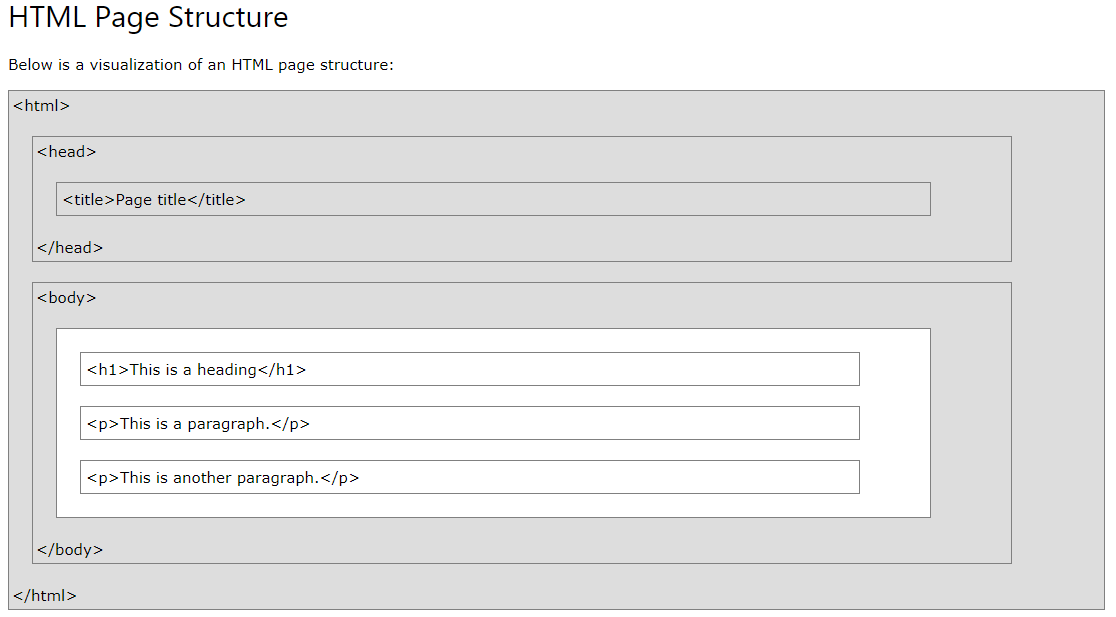 HTML Page Structure
Below is a visualization of an HTML page structure:
<html>
<head>
<title>Page title</title>
</head>
<body>
<h1>This is a heading</h1>
<p>This is a paragraph.</p>
<p>This is another paragraph.</p>
</body>
</html>